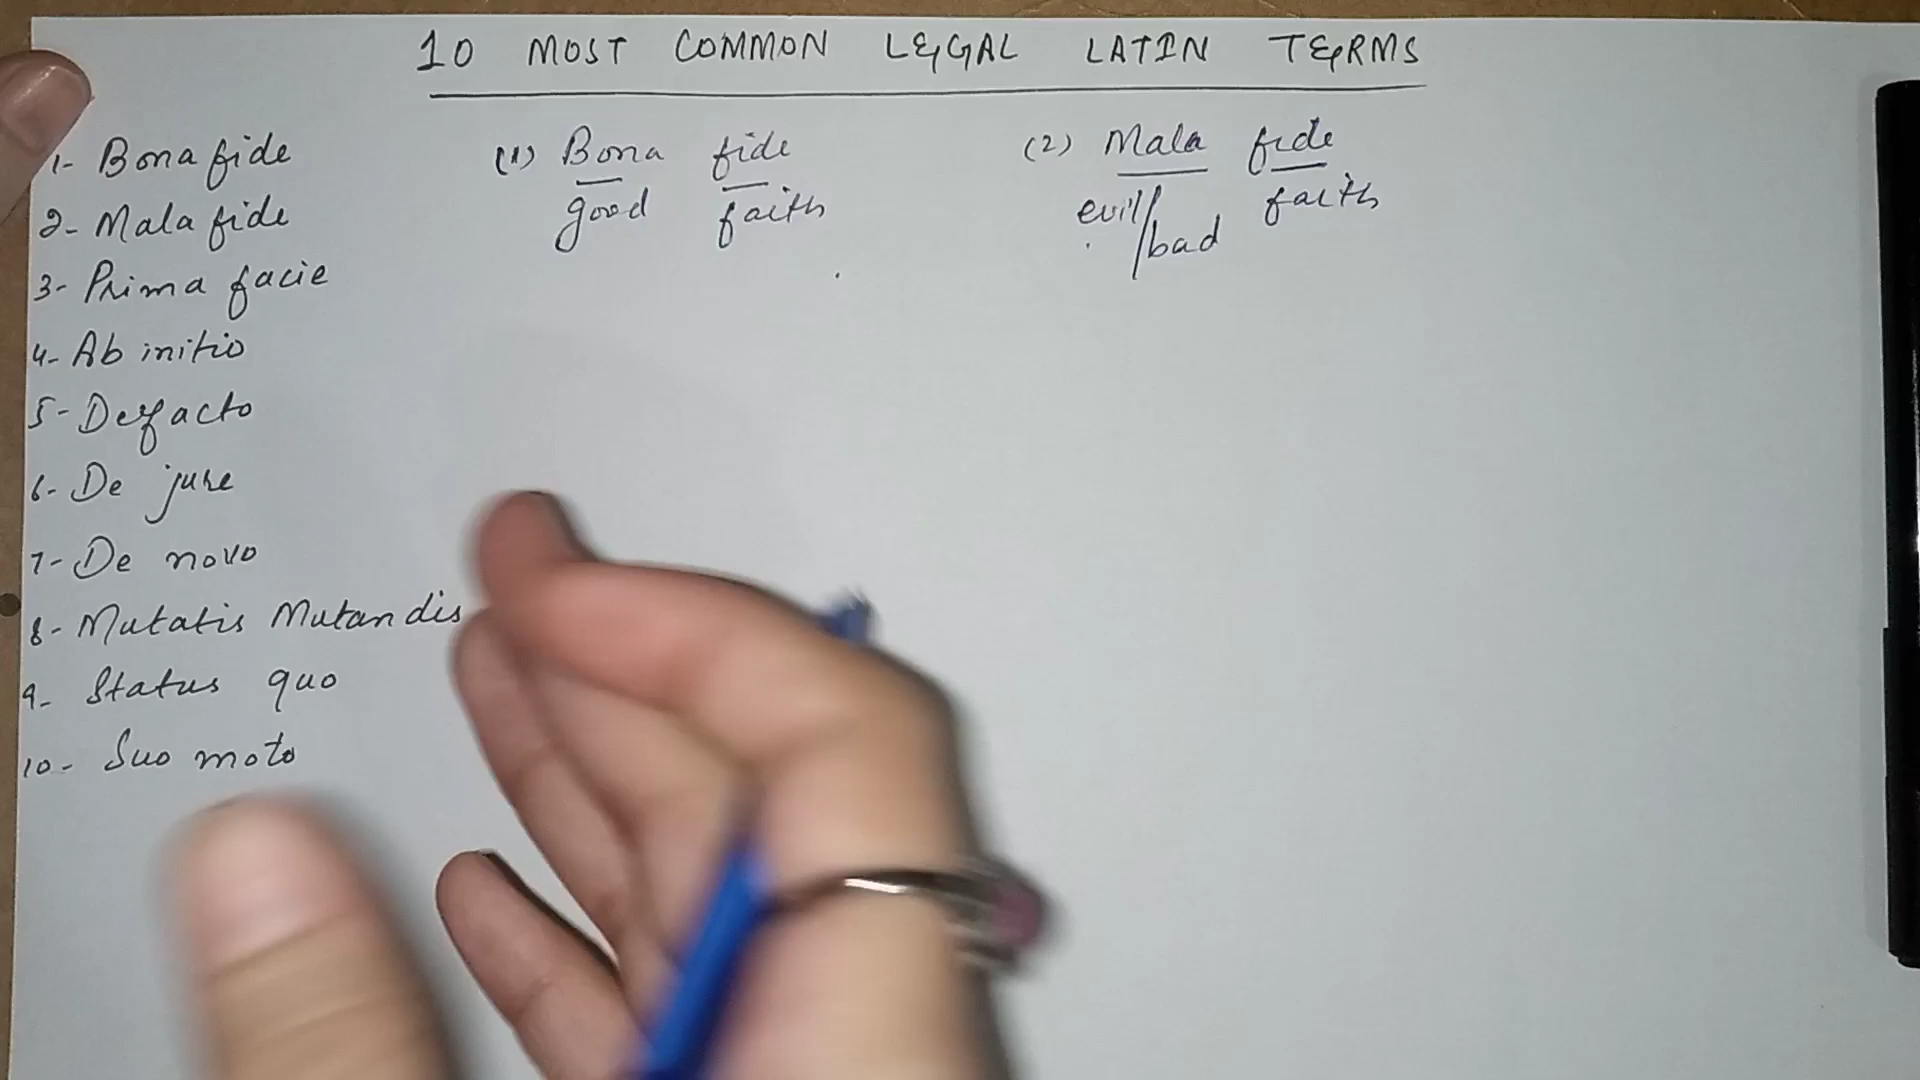 10 MOST COMMON LEGAL LATIN TERMS
1- Bona fide
2- Mala fide
3- Prima facie
4- Ab initio
5- Defacto
6- De jure
7- De novo
8- Mutatis Mutandis
9- Status quo
10- Suo moto
(1) Bona fide
good faith
(2) Mala fide
evil/ faith
/bad